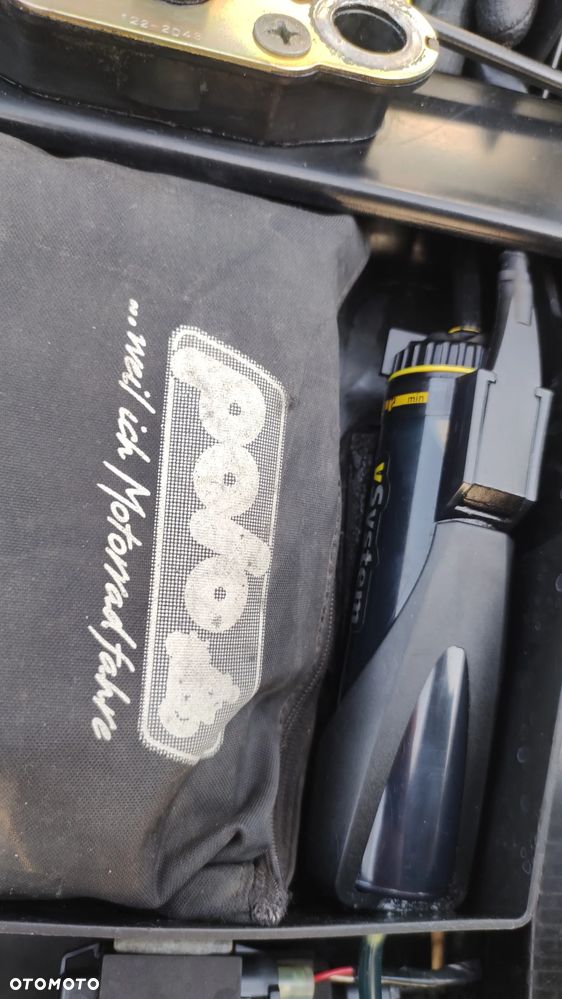 122-2043
POLO
...weil ich Motorrad fahre
min
System
OTOMOTO